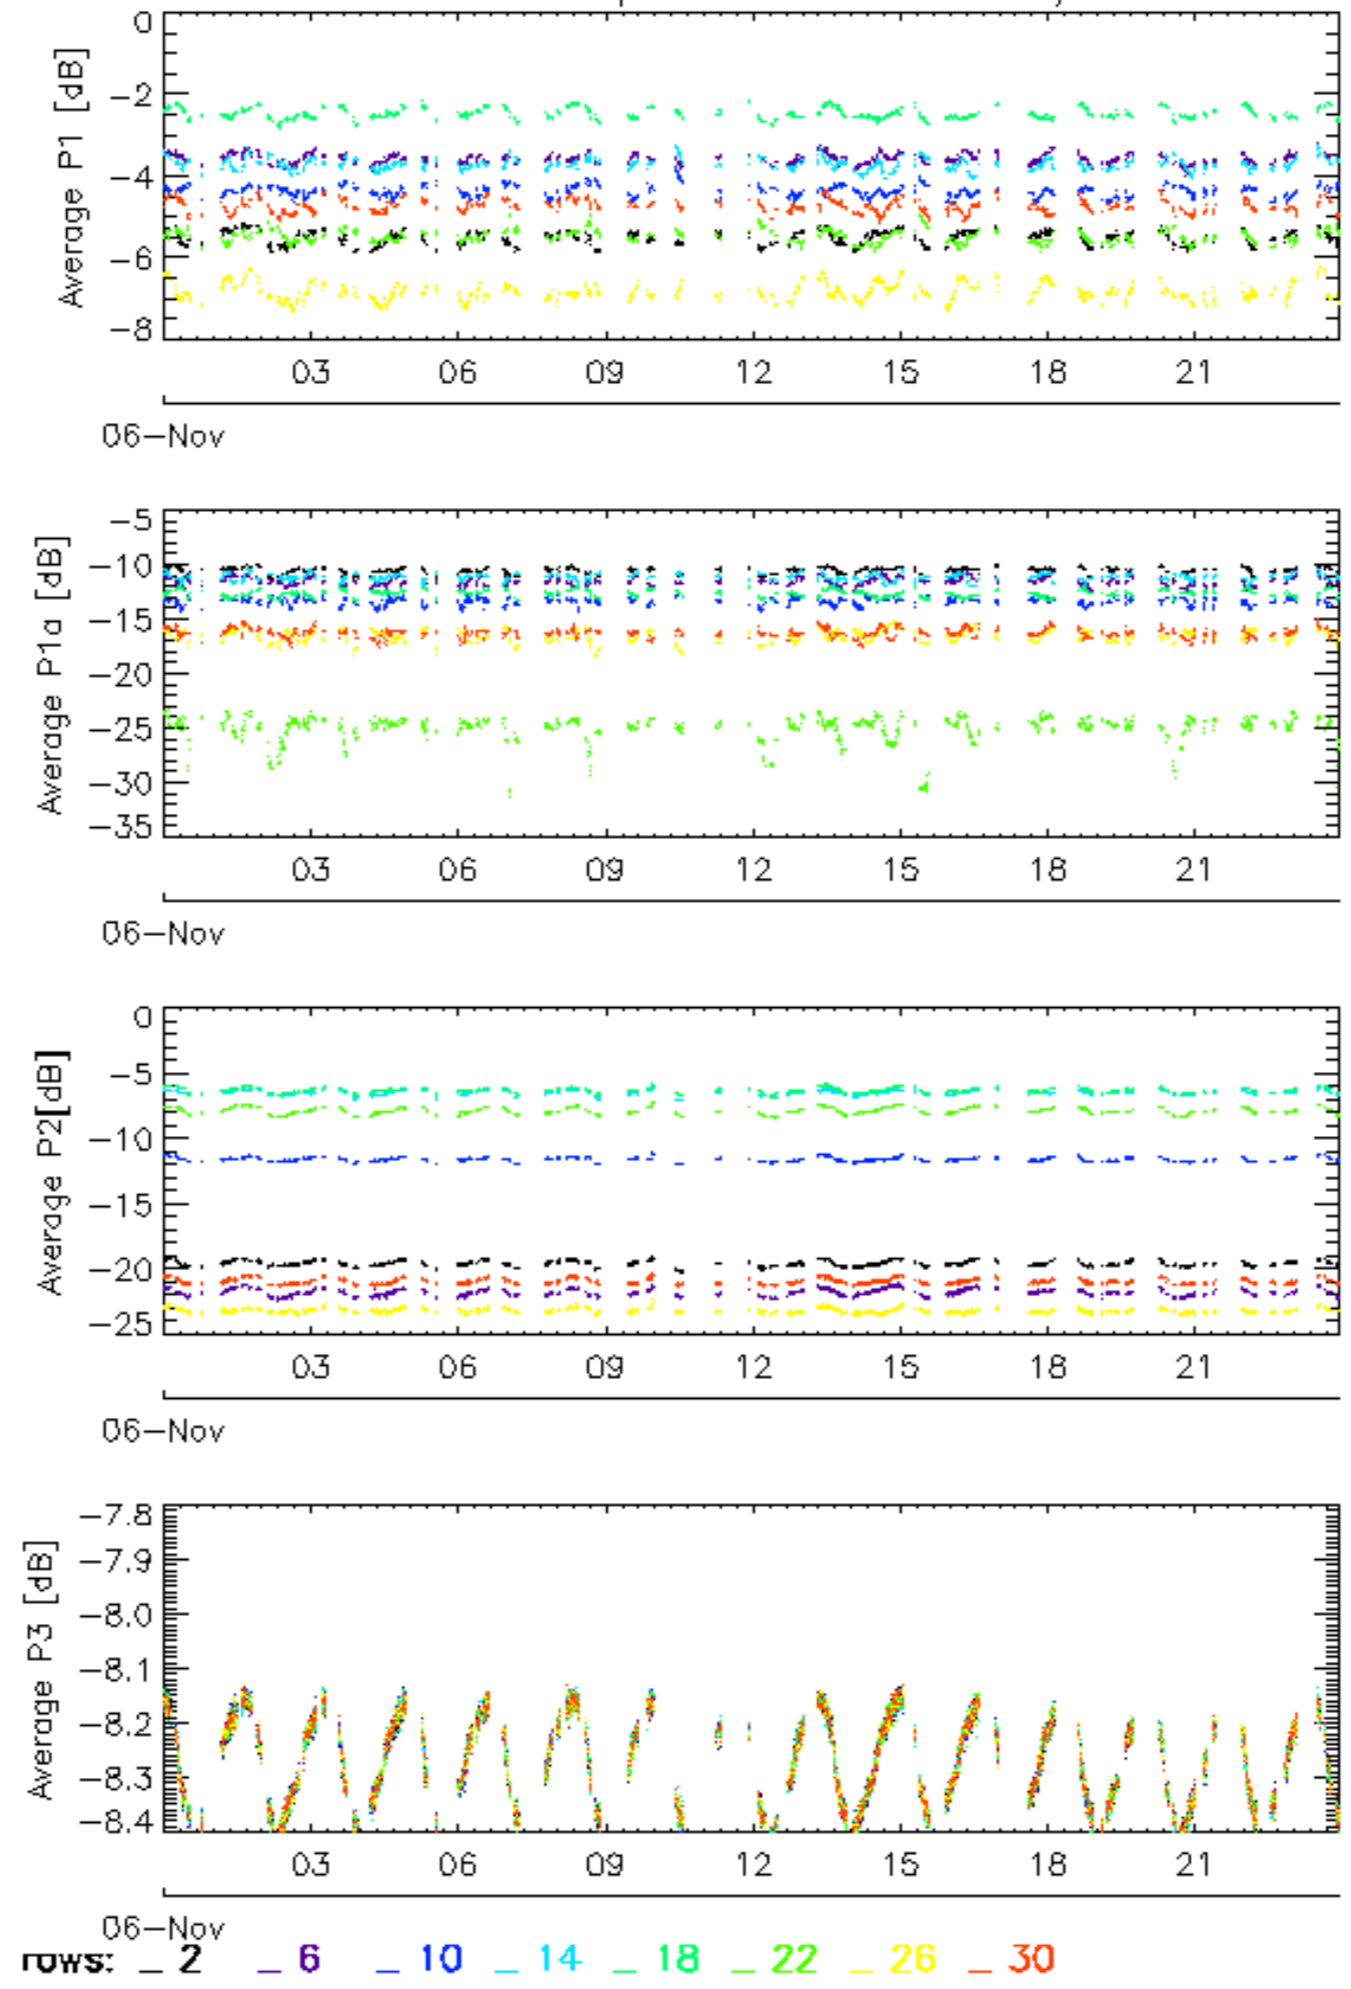 0
Average P1 [dB]
−2
−4
−6
−8
03 06 09 12 15 18 21
06−Nov
−5
Average P1a [dB]
−10
−15
−20
−25
−30
−35
03 06 09 12 15 18 21
06−Nov
0
Average P2[dB]
−5
−10
−15
−20
−25
03 06 09 12 15 18 21
06−Nov
−7.8
Average P3 [dB]
−7.9
−8.0
−8.1
−8.2
−8.3
−8.4
03 06 09 12 15 18 21
06−Nov
rows: _ 2 _ 6 _ 10 _ 14 _ 18 _ 22 _ 26 _ 30